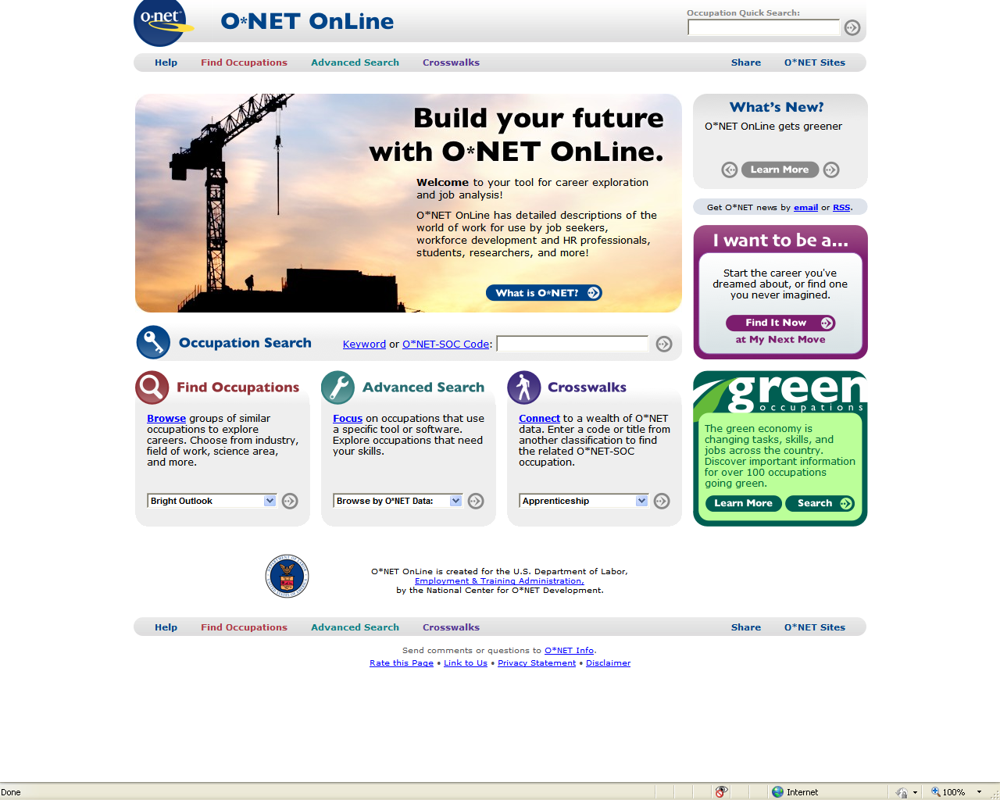 o·net™
O*NET OnLine
Occupation Quick Search:
Help
Find Occupations
Advanced Search
Crosswalks
Share
O*NET Sites
Build your future
with O*NET OnLine.
Welcome to your tool for career exploration
and job analysis!
O*NET OnLine has detailed descriptions of the
world of work for use by job seekers,
workforce development and HR professionals,
students, researchers, and more!
What is O*NET?
What's New?
O*NET OnLine gets greener
Learn More
Get O*NET news by email or RSS.
I want to be a...
Start the career you've
dreamed about, or find one
you never imagined.
Find It Now
at My Next Move
Occupation Search
Keyword or O*NET-SOC Code:
Find Occupations
Browse groups of similar
occupations to explore
careers. Choose from industry,
field of work, science area,
and more.
Bright Outlook
Advanced Search
Focus on occupations that use
a specific tool or software.
Explore occupations that need
your skills.
Browse by O*NET Data:
Crosswalks
Connect to a wealth of O*NET
data. Enter a code or title from
another classification to find
the related O*NET-SOC
occupation.
Apprenticeship
green
occupations
The green economy is
changing tasks, skills, and
jobs across the country.
Discover important information
for over 100 occupations
going green.
Learn More
Search
O*NET OnLine is created for the U.S. Department of Labor,
Employment & Training Administration,
by the National Center for O*NET Development.
Help
Find Occupations
Advanced Search
Crosswalks
Share
O*NET Sites
Send comments or questions to O*NET Info.
Rate this Page • Link to Us • Privacy Statement • Disclaimer
Done
Internet
100%